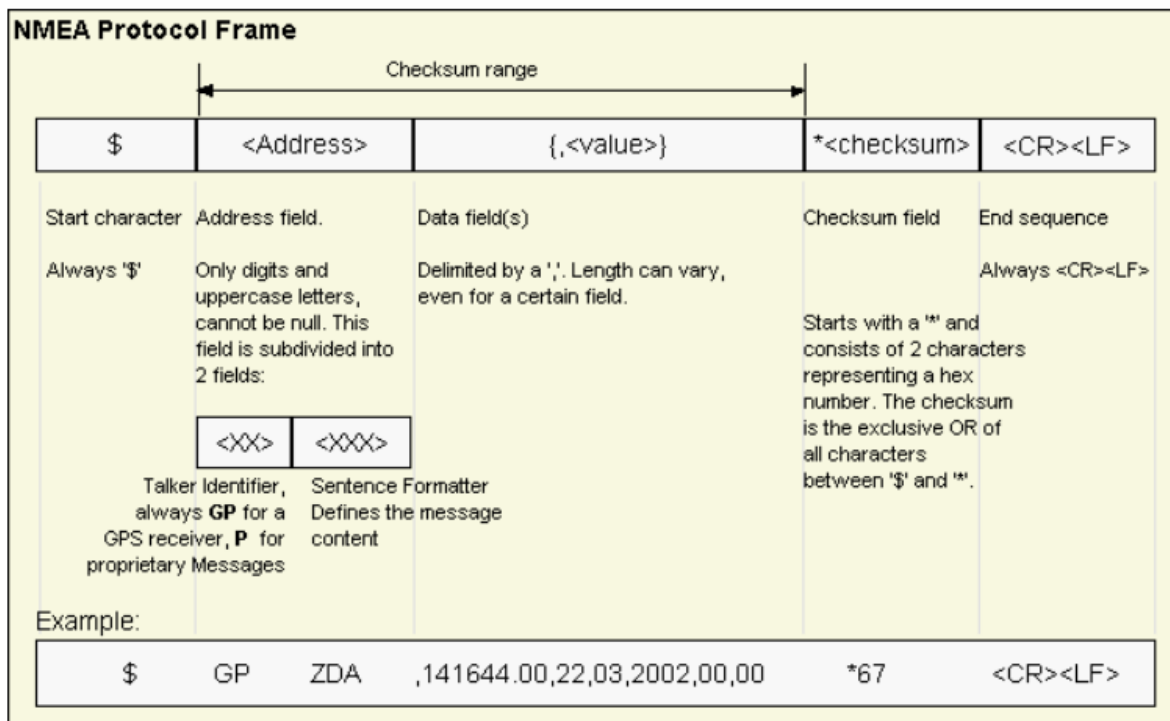 NMEA Protocol Frame
Checksum range
$ <Address> {,<value>} *<checksum> <CR><LF>
Start character Address field. Data field(s) Checksum field End sequence
Always '$' Only digits and Delimited by a ','. Length can vary, Always <CR><LF>
uppercase letters, even for a certain field.
cannot be null. This Starts with a '*' and
field is subdivided into consists of 2 characters
2 fields: representing a hex
number. The checksum
<XX> <XXX> is the exclusive OR of
all characters
between '$' and '*'.
Talker Identifier, Sentence Formatter
always GP for a Defines the message
GPS receiver, P for content
proprietary Messages
Example:
$ GP ZDA ,141644.00,22,03,2002,00,00 *67 <CR><LF>